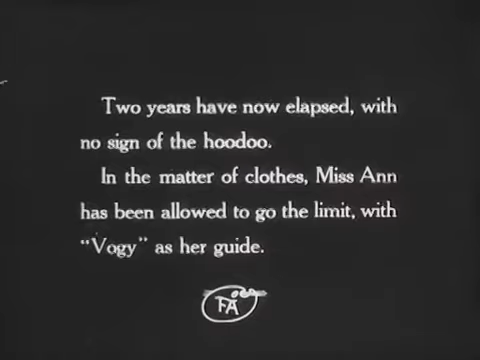 Two years have now elapsed, with
no sign of the hoodoo.
In the matter of clothes, Miss Ann
has been allowed to go the limit, with
"Vogy" as her guide.
FA